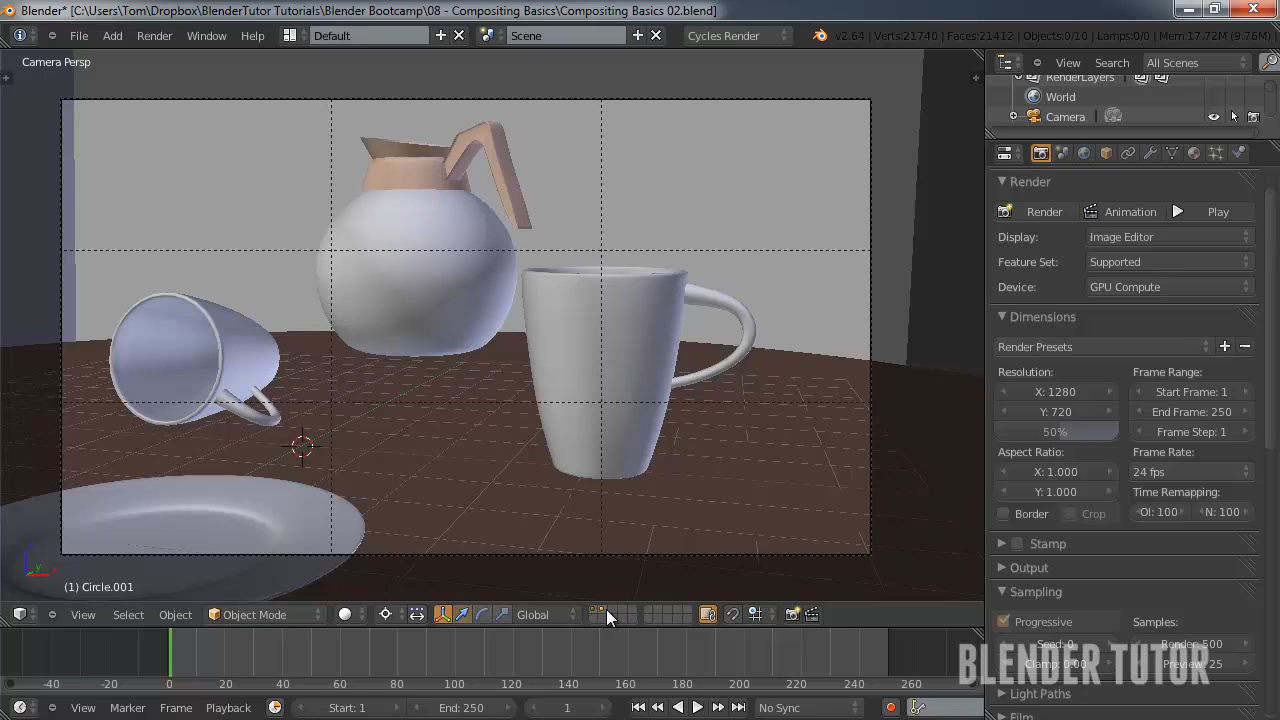 Blender* [C:\Users\Tom\Dropbox\BlenderTutor Tutorials\Blender Bootcamp\08 - Compositing Basics\Compositing Basics 02.blend]
File Add Render Window Help Default Scene Cycles Render v2.64 | Verts:21740 | Faces:21412 | Objects:0/10 | Lamps:0/0 | Mem:17.72M (9.76M)
Camera Persp
View Search All Scenes
RenderLayers
World
Camera
Render
Render Animation Play
Display: Image Editor
Feature Set: Supported
Device: GPU Compute
Dimensions
Render Presets
Resolution: Frame Range:
X: 1280 Start Frame: 1
Y: 720 End Frame: 250
50% Frame Step: 1
Aspect Ratio: Frame Rate:
X: 1.000 24 fps
Y: 1.000 Time Remapping:
Border Crop Ol: 100 N: 100
Stamp
Output
Sampling
Progressive Samples:
Seed: 0 Render: 500
Clamp: 0.00 Preview: 25
Light Paths
Film
BLENDER TUTOR
(1) Circle.001
View Select Object Object Mode Global
-40 -20 0 20 40 60 80 100 120 140 160 180 200 220 240 260
View Marker Frame Playback Start: 1 End: 250 1 No Sync